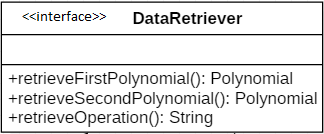 <<interface>> DataRetriever
+retrieveFirstPolynomial(): Polynomial
+retrieveSecondPolynomial(): Polynomial
+retrieveOperation(): String